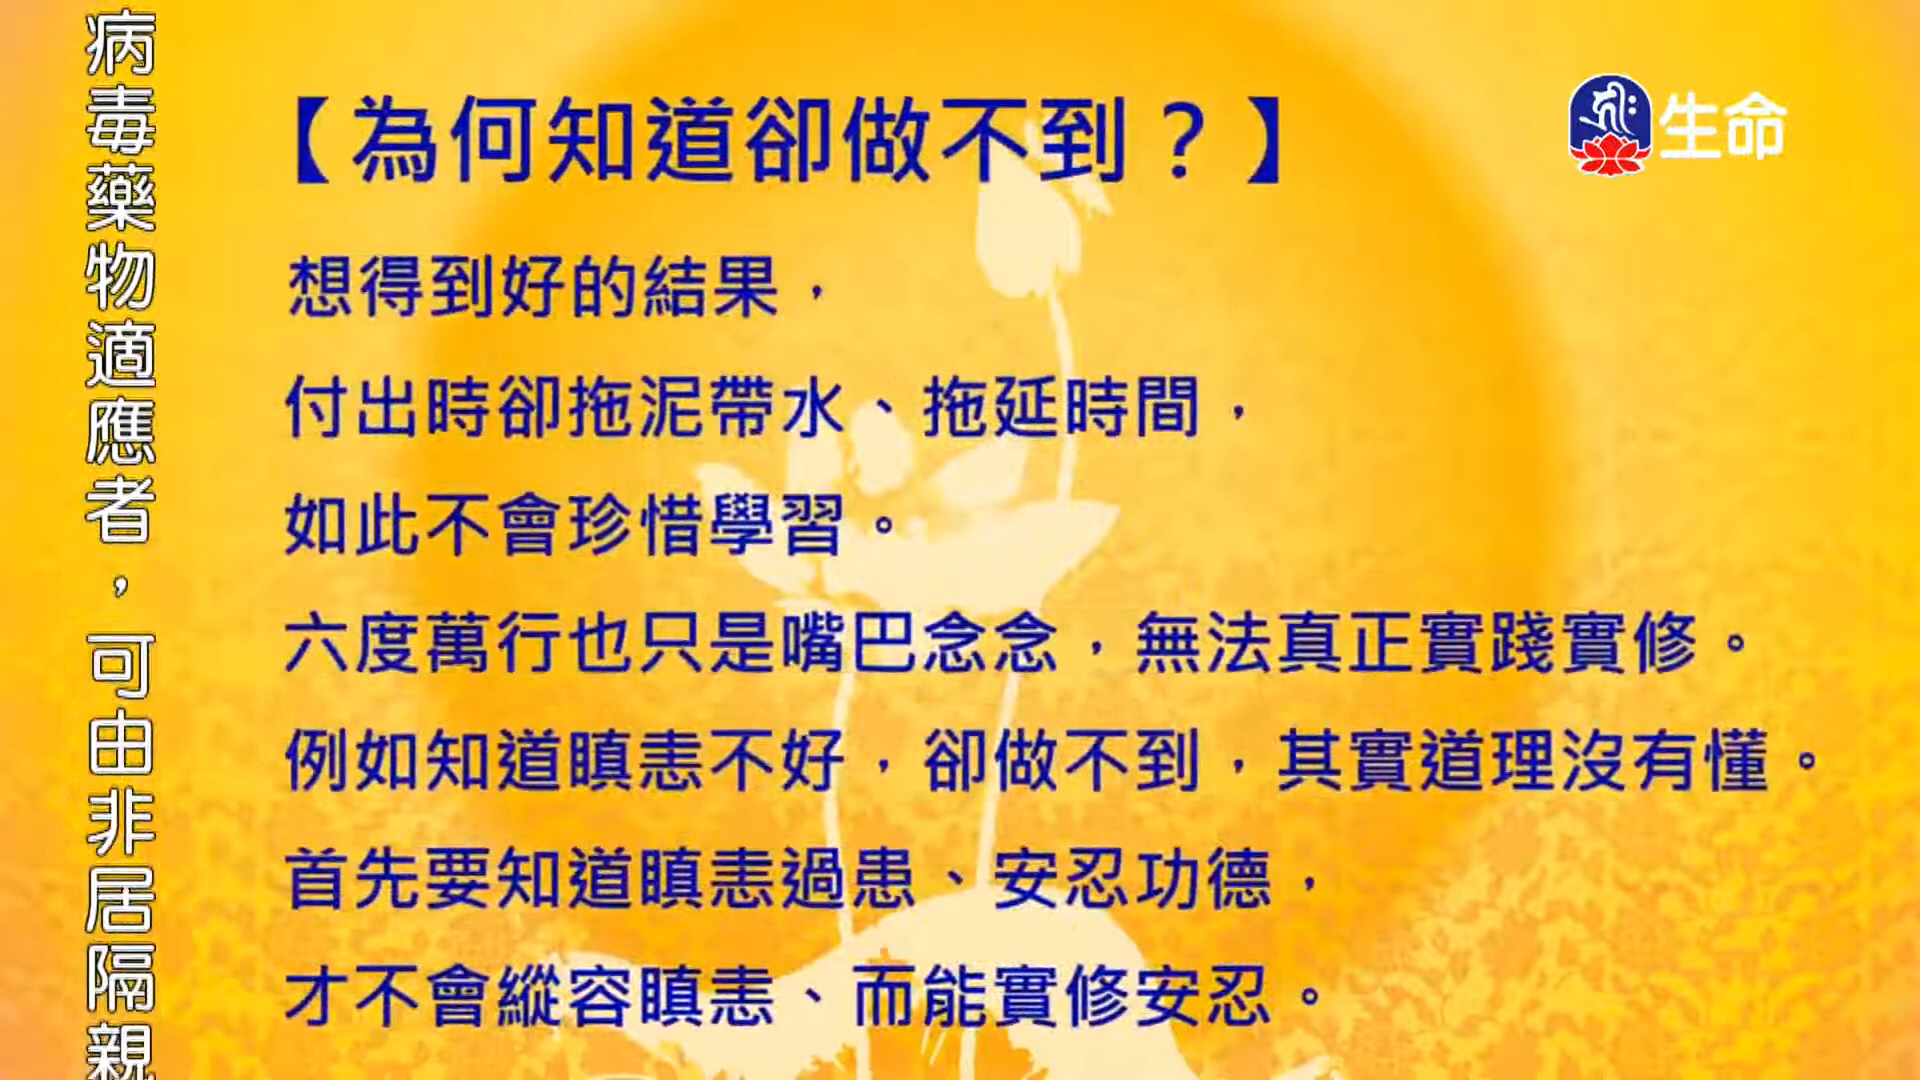 病毒藥物適應者，可由非居隔親
【為何知道卻做不到？】
生命
想得到好的結果，
付出時卻拖泥帶水、拖延時間，
如此不會珍惜學習。
六度萬行也只是嘴巴念念，無法真正實踐實修。
例如知道瞋恚不好，卻做不到，其實道理沒有懂。
首先要知道瞋恚過患、安忍功德，
才不會縱容瞋恚、而能實修安忍。